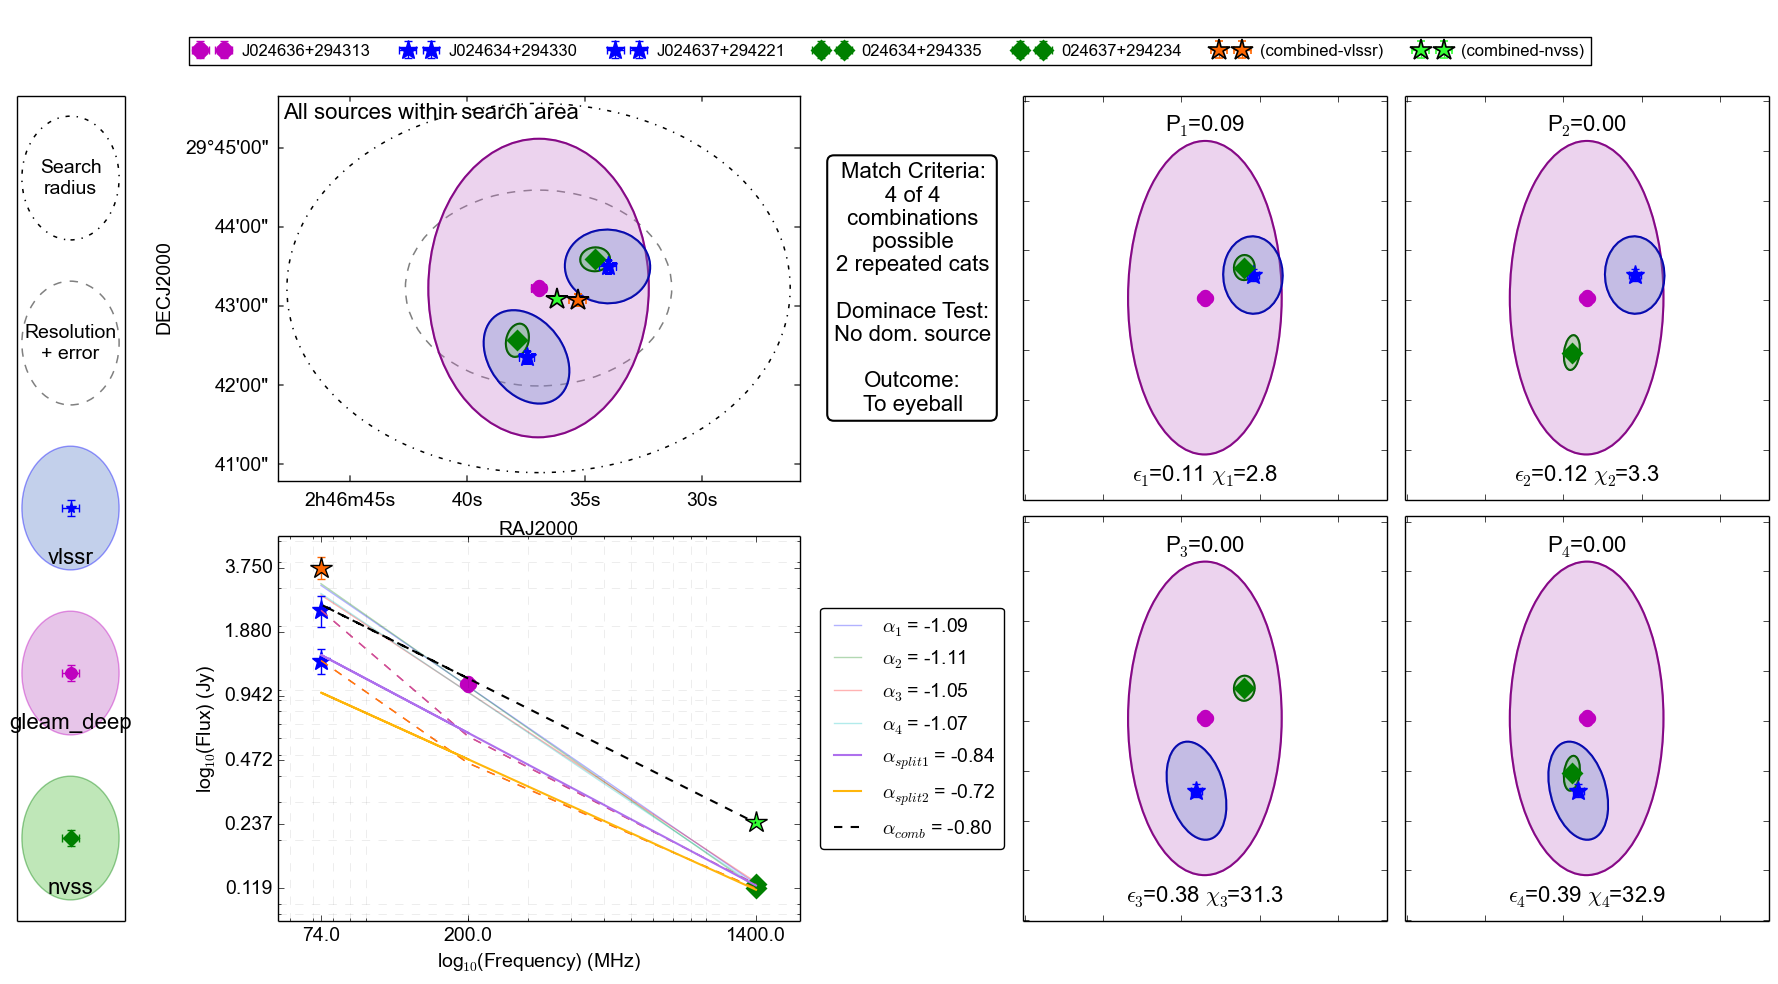 J024636+294313 J024634+294330 J024637+294221 024634+294335 024637+294234 (combined-vlssr) (combined-nvss)
Search
radius
Resolution
+ error
vlssr
gleam_deep
nvss
All sources within search area
DECJ2000
29°45'00"
44'00"
43'00"
42'00"
41'00"
2h46m45s 40s 35s 30s
RAJ2000
Match Criteria:
4 of 4
combinations
possible
2 repeated cats
Dominace Test:
No dom. source
Outcome:
To eyeball
P1=0.09
ϵ1=0.11 χ1=2.8
P2=0.00
ϵ2=0.12 χ2=3.3
P3=0.00
ϵ3=0.38 χ3=31.3
P4=0.00
ϵ4=0.39 χ4=32.9
log10(Flux) (Jy)
3.750
1.880
0.942
0.472
0.237
0.119
74.0 200.0 1400.0
log10(Frequency) (MHz)
α1 = -1.09
α2 = -1.11
α3 = -1.05
α4 = -1.07
αsplit1 = -0.84
αsplit2 = -0.72
αcomb = -0.80